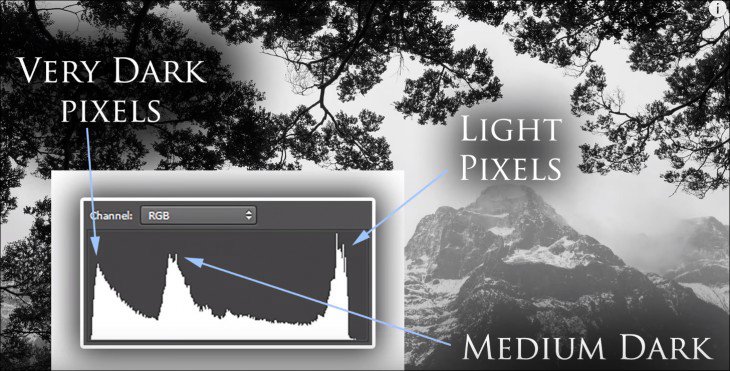 VERY DARK
PIXELS
LIGHT
PIXELS
Channel: RGB
MEDIUM DARK
i